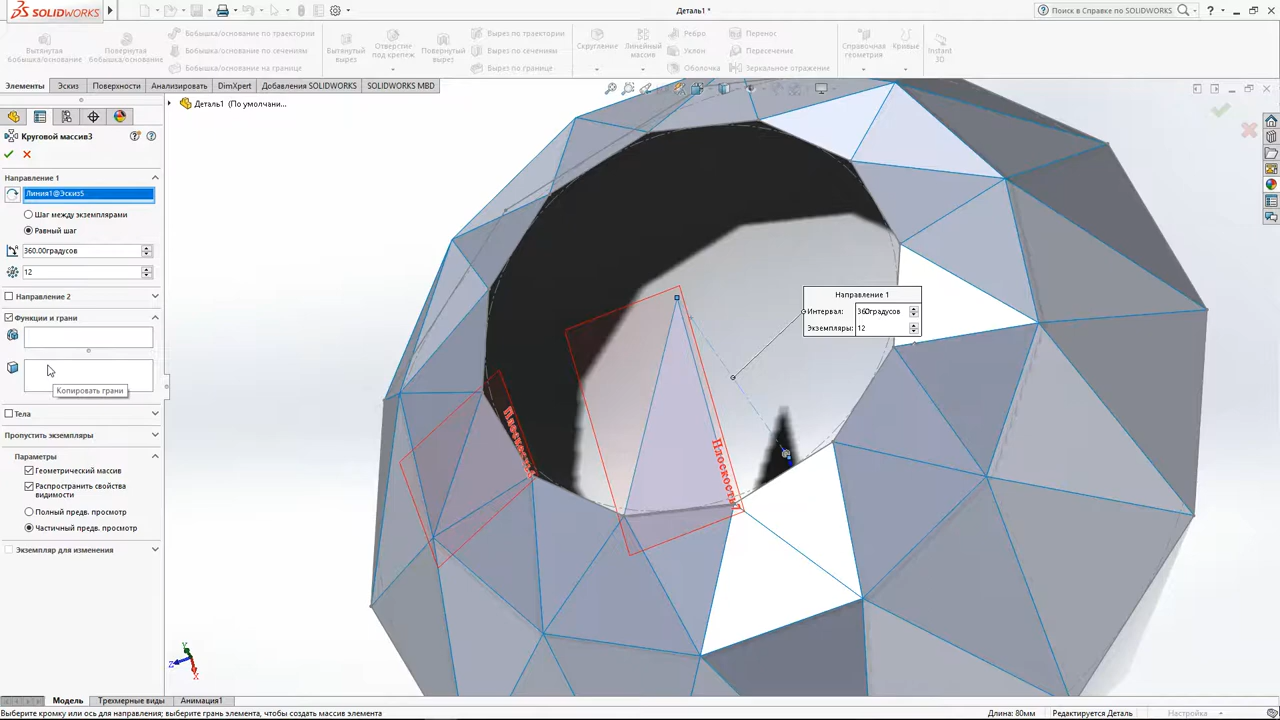 SOLIDWORKS
Деталь1 *
Поиск в Справке по SOLIDWORKS
Вытянутая бобышка/основание
Повернутая бобышка/основание
Бобышка/основание по траектории
Бобышка/основание по сечениям
Бобышка/основание на границе
Вытянутый вырез
Отверстие под крепеж
Повернутый вырез
Вырез по траектории
Вырез по сечениям
Вырез по границе
Скругление
Линейный массив
Ребро
Уклон
Оболочка
Перенос
Пересечение
Зеркальное отражение
Справочная геометрия
Кривые
Instant 3D
Элементы
Эскиз
Поверхности
Анализировать
DimXpert
Добавления SOLIDWORKS
SOLIDWORKS MBD
Деталь1 (По умолчани...
Круговой массив3
Направление 1
Линия1@Эскиз5
Шаг между экземплярами
Равный шаг
360.00градусов
12
Направление 2
Функции и грани
Копировать грани
Тела
Пропустить экземпляры
Параметры
Геометрический массив
Распространить свойства
видимости
Полный предв. просмотр
Частичный предв. просмотр
Экземпляр для изменения
Направление 1
Интервал: 360градусов
Экземпляры: 12
Плоскость7
Y
Z
X
Модель
Трехмерные виды
Анимация1
Выберите кромку или ось для направления; выберите грань элемента, чтобы создать массив элемента
Длина: 80мм
Редактируется Деталь
Настройка